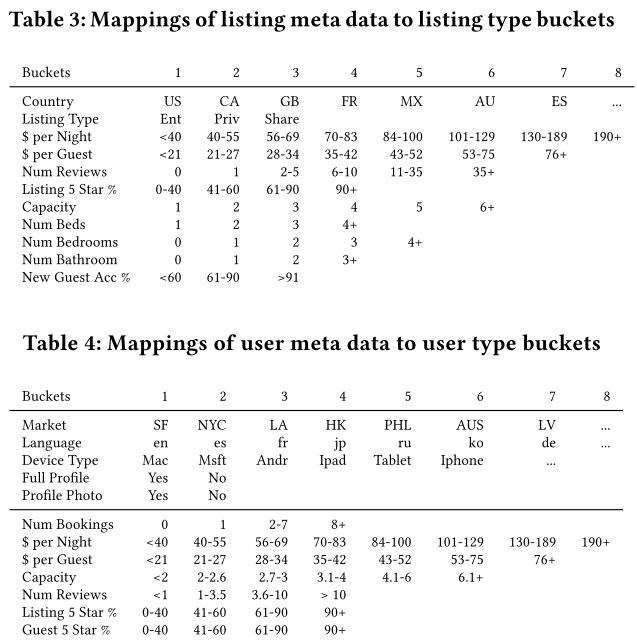 Table 3: Mappings of listing meta data to listing type buckets
Buckets 1 2 3 4 5 6 7 8
Country US CA GB FR MX AU ES ...
Listing Type Ent Priv Share
$ per Night <40 40-55 56-69 70-83 84-100 101-129 130-189 190+
$ per Guest <21 21-27 28-34 35-42 43-52 53-75 76+
Num Reviews 0 1 2-5 6-10 11-35 35+
Listing 5 Star % 0-40 41-60 61-90 90+
Capacity 1 2 3 4 5 6+
Num Beds 1 2 3 4+
Num Bedrooms 0 1 2 3 4+
Num Bathroom 0 1 2 3+
New Guest Acc % <60 61-90 >91
Table 4: Mappings of user meta data to user type buckets
Buckets 1 2 3 4 5 6 7 8
Market SF NYC LA HK PHL AUS LV ...
Language en es fr jp ru ko de ...
Device Type Mac Msft Andr Ipad Tablet Iphone ...
Full Profile Yes No
Profile Photo Yes No
Num Bookings 0 1 2-7 8+
$ per Night <40 40-55 56-69 70-83 84-100 101-129 130-189 190+
$ per Guest <21 21-27 28-34 35-42 43-52 53-75 76+
Capacity <2 2-2.6 2.7-3 3.1-4 4.1-6 6.1+
Num Reviews <1 1-3.5 3.6-10 > 10
Listing 5 Star % 0-40 41-60 61-90 90+
Guest 5 Star % 0-40 41-60 61-90 90+